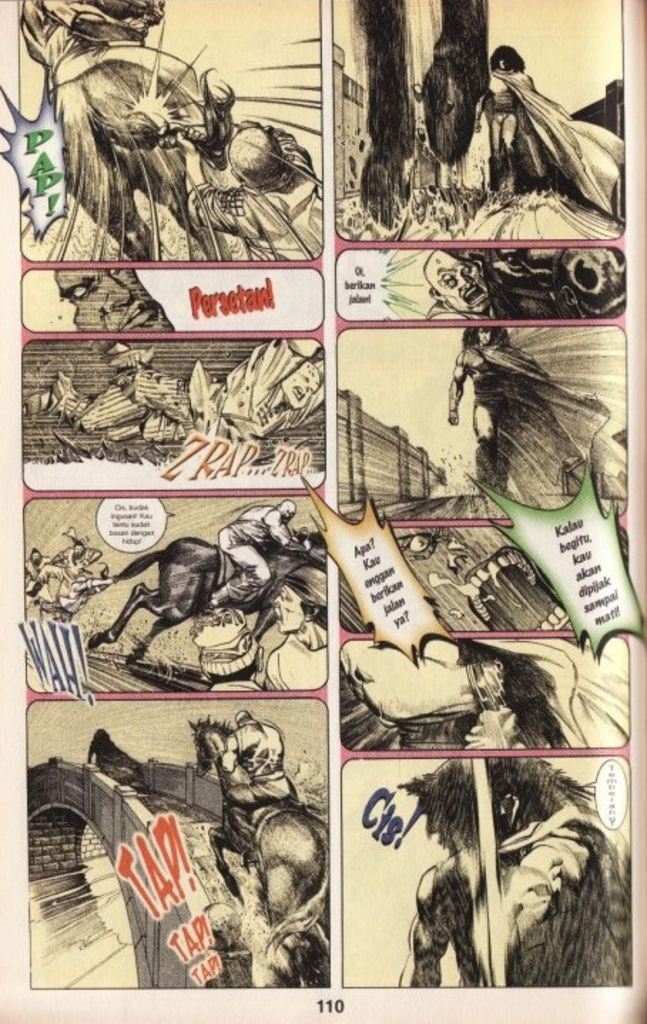 PAP!
Persetan!
ZRAP...ZRAP...
Cis, budak
ingusan! Kau
tentu sudah
bosan dengan
hidup!
WAH!
TAP!
TAP!
TAP!
Oi,
berikan
jalan!
Apa?
Kau
enggan
berikan
jalan
ya?
Kalau
begitu,
kau
akan
dipijak
sampai
mati!
Cis!
Temberang!
110